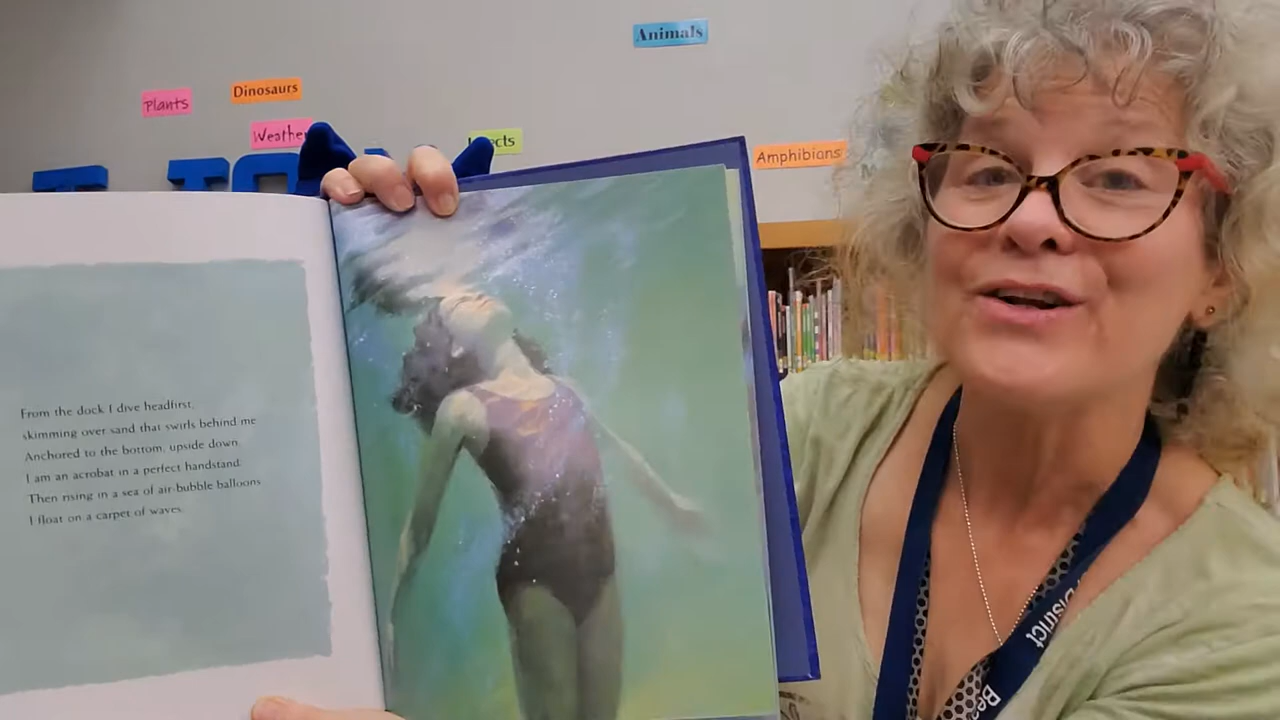 Animals
Dinosaurs
Plants
Weather
Amphibians
From the dock I dive headfirst,
skimming over sand that swirls behind me
Anchored to the bottom, upside down,
I am an acrobat in a perfect handstand.
Then rising in a sea of air-bubble balloons
I float on a carpet of waves.
District